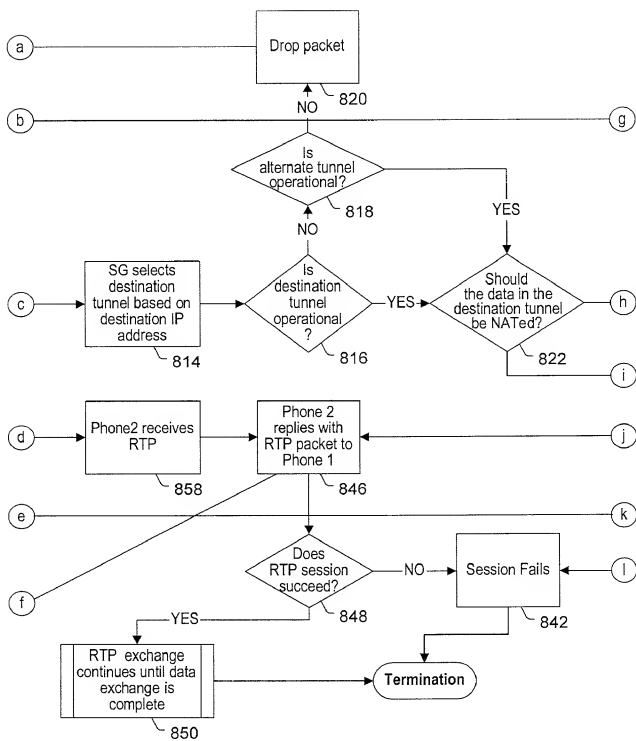 a
Drop packet
820
NO
b
g
Is
alternate tunnel
operational?
818
YES
NO
c
SG selects
destination
tunnel based on
destination IP
address
814
Is
destination
tunnel
operational
?
816
YES
Should
the data in the
destination tunnel
be NATed?
822
h
i
d
Phone2 receives
RTP
858
Phone 2
replies with
RTP packet to
Phone 1
846
j
e
k
Does
RTP session
succeed?
848
NO
Session Fails
842
l
f
YES
RTP exchange
continues until data
exchange is
complete
850
Termination